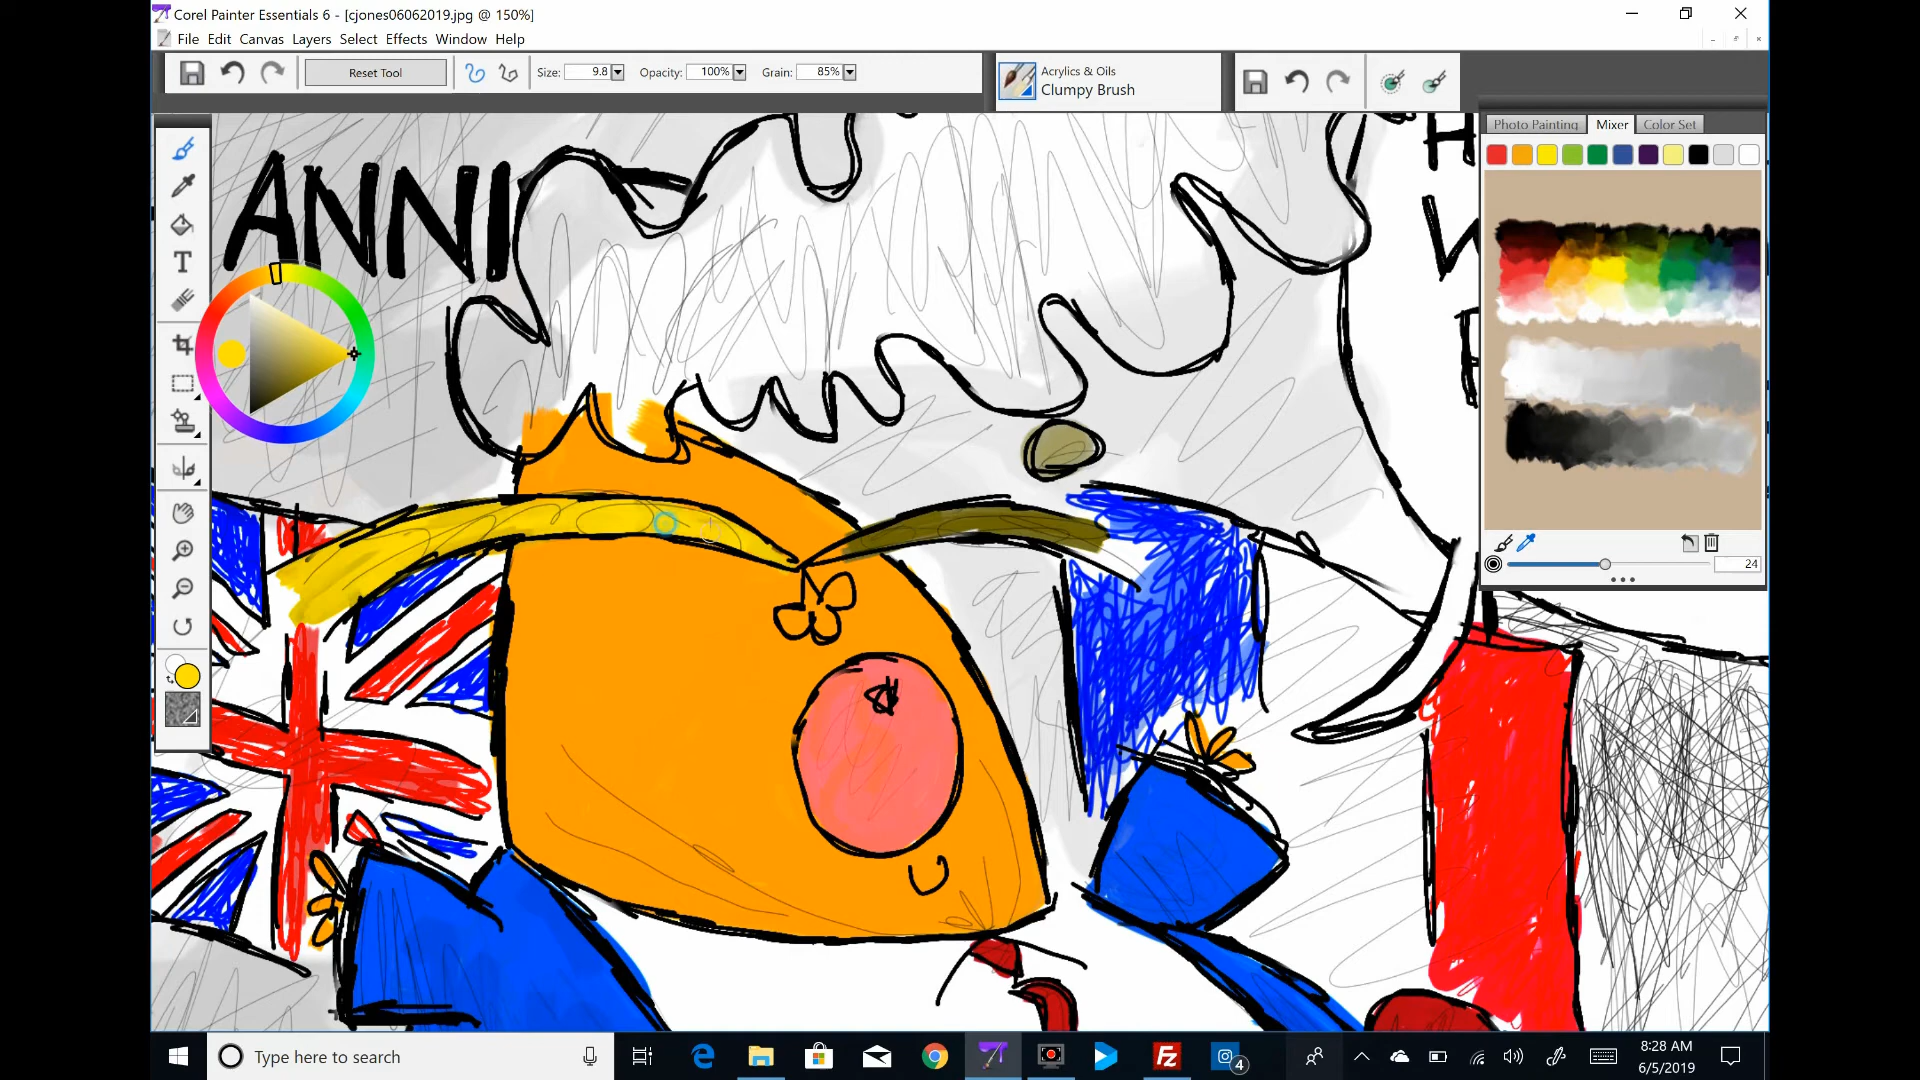 Corel Painter Essentials 6 - [cjones06062019.jpg @ 150%]
File Edit Canvas Layers Select Effects Window Help
Reset Tool
Size: 9.8 Opacity: 100% Grain: 85%
Acrylics & Oils
Clumpy Brush
Photo Painting Mixer Color Set
ANNI
24
Type here to search
4
8:28 AM
6/5/2019